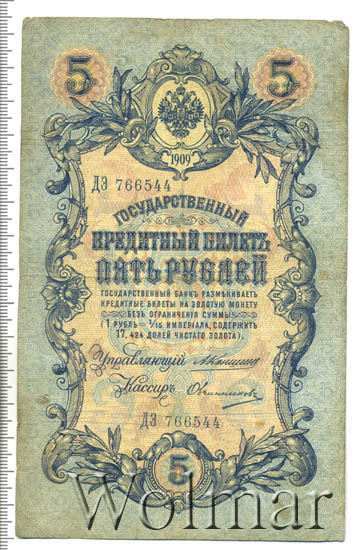 5 5
1909
ДЭ 766544
ГОСУДАРСТВЕННЫЙ
КРЕДИТНЫЙ БИЛЕТЪ
ПЯТЬ РУБЛЕЙ
ГОСУДАРСТВЕННЫЙ БАНКЪ РАЗМѢНИВАЕТЪ
КРЕДИТНЫЕ БИЛЕТЫ НА ЗОЛОТУЮ МОНЕТУ
БЕЗЪ ОГРАНИЧЕНІЯ СУММЫ
(1 РУБЛЬ = 1/15 ИМПЕРІАЛА, СОДЕРЖИТЪ
17,424 ДОЛЕЙ ЧИСТАГО ЗОЛОТА).
Управляющій
Кассиръ Овчинниковъ
ДЭ 766544
5
Wolmar